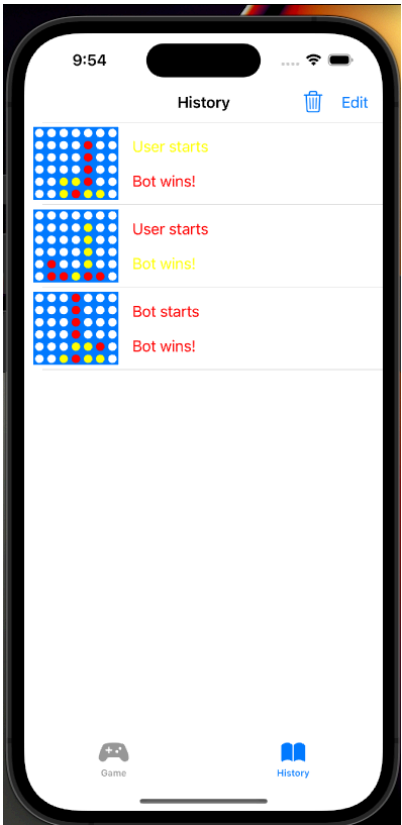 9:54
History
Edit
User starts
Bot wins!
User starts
Bot wins!
Bot starts
Bot wins!
Game
History